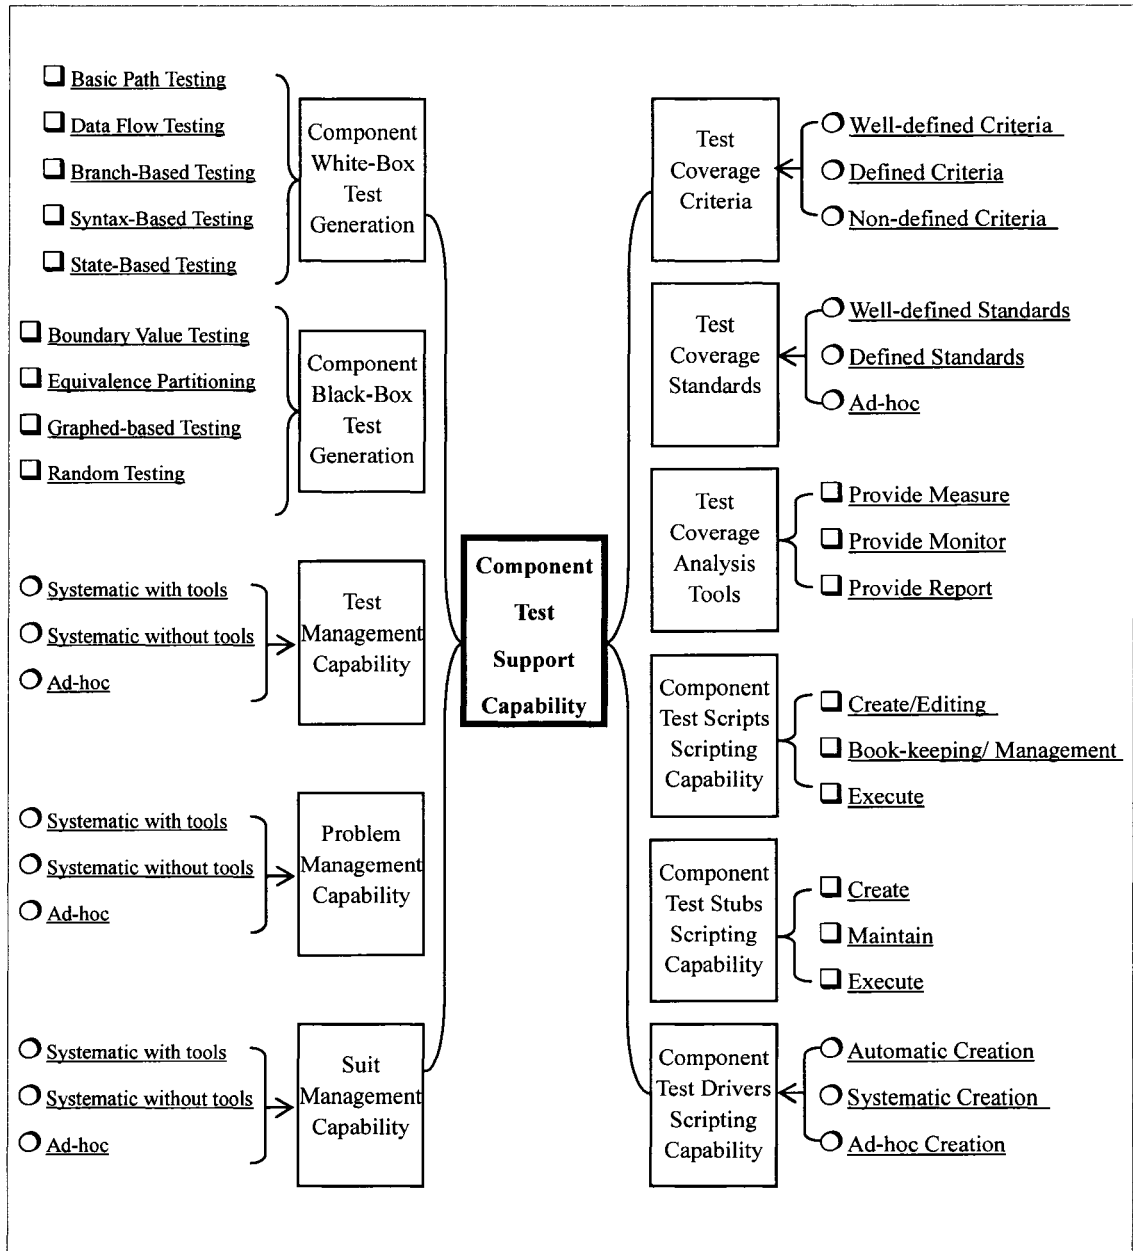 Basic Path Testing
Data Flow Testing
Branch-Based Testing
Syntax-Based Testing
State-Based Testing
Component
White-Box
Test
Generation
Boundary Value Testing
Equivalence Partitioning
Graphed-based Testing
Random Testing
Component
Black-Box
Test
Generation
Systematic with tools
Systematic without tools
Ad-hoc
Test
Management
Capability
Systematic with tools
Systematic without tools
Ad-hoc
Problem
Management
Capability
Systematic with tools
Systematic without tools
Ad-hoc
Suit
Management
Capability
Component
Test
Support
Capability
Test
Coverage
Criteria
Well-defined Criteria
Defined Criteria
Non-defined Criteria
Test
Coverage
Standards
Well-defined Standards
Defined Standards
Ad-hoc
Test
Coverage
Analysis
Tools
Provide Measure
Provide Monitor
Provide Report
Component
Test Scripts
Scripting
Capability
Create/Editing
Book-keeping/ Management
Execute
Component
Test Stubs
Scripting
Capability
Create
Maintain
Execute
Component
Test Drivers
Scripting
Capability
Automatic Creation
Systematic Creation
Ad-hoc Creation